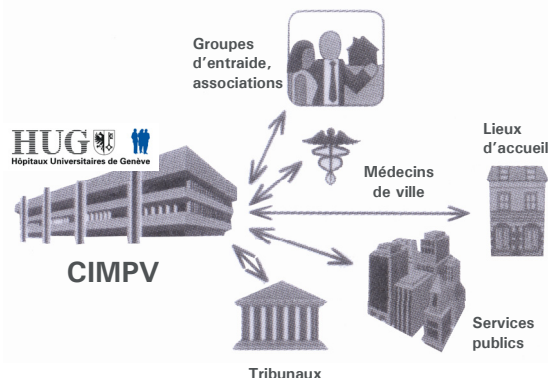 Groupes
d'entraide,
associations
HUG
Hôpitaux Universitaires de Genève
Lieux
d'accueil
Médecins
de ville
CIMPV
Services
publics
Tribunaux